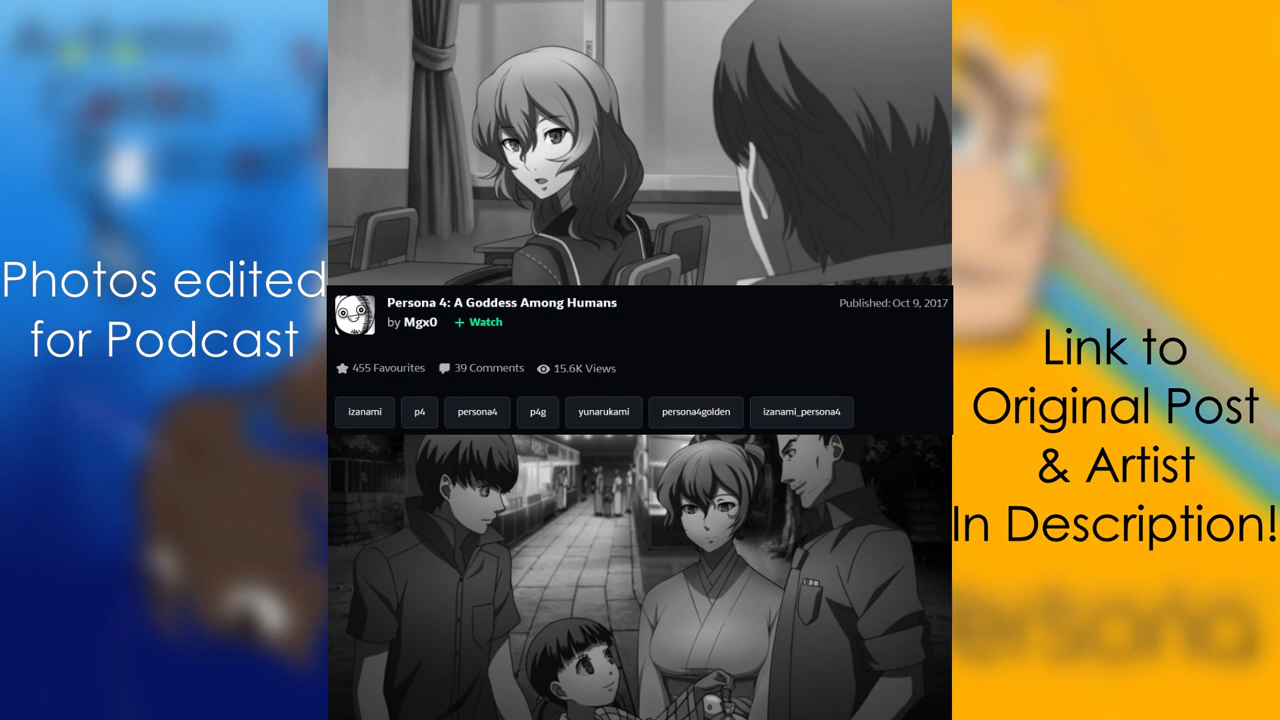 Photos edited
for Podcast
Persona 4: A Goddess Among Humans
Published: Oct 9, 2017
by Mgx0 + Watch
455 Favourites 39 Comments 15.6K Views
izanami p4 persona4 p4g yunarukami persona4golden izanami_persona4
Link to
Original Post
& Artist
In Description!